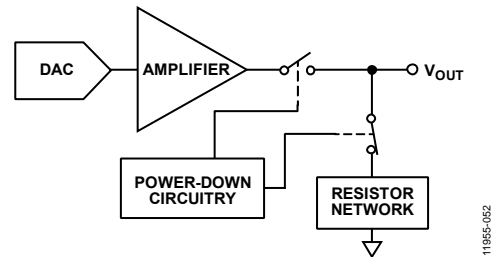 DAC
AMPLIFIER
VOUT
POWER-DOWN
CIRCUITRY
RESISTOR
NETWORK
11955-052